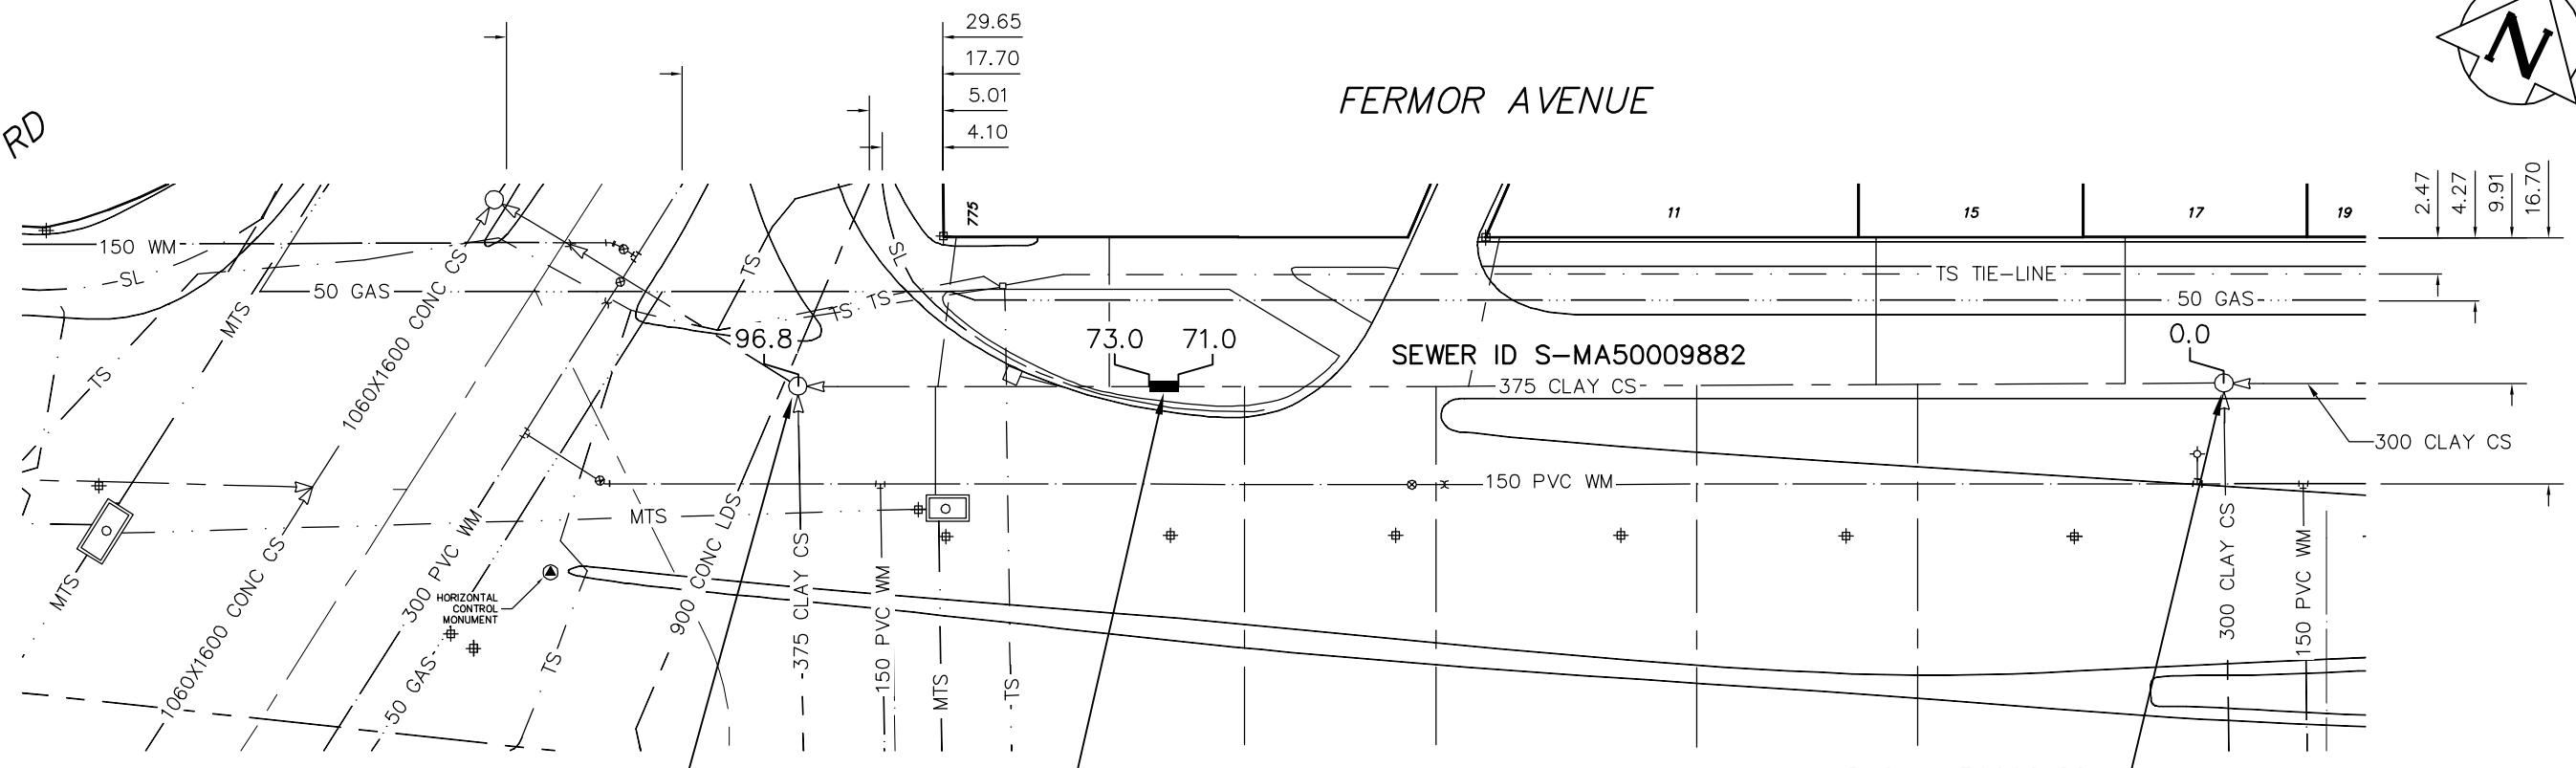 29.65
17.70
5.01
4.10
FERMOR AVENUE
N
RD
2.47
4.27
9.91
16.70
775
11
15
17
19
150 WM
SL
SL
50 GAS
MTS
1060X1600 CONC CS
TS
TS
TS
TS
TS TIE-LINE
50 GAS
96.8
73.0
71.0
0.0
SEWER ID S-MA50009882
375 CLAY CS
300 CLAY CS
TS
150 PVC WM
MTS
MTS
1060X1600 CONC CS
300 PVC WM
50 GAS
HORIZONTAL
CONTROL
MONUMENT
TS
900 CONC LDS
375 CLAY CS
150 PVC WM
MTS
TS
300 CLAY CS
150 PVC WM